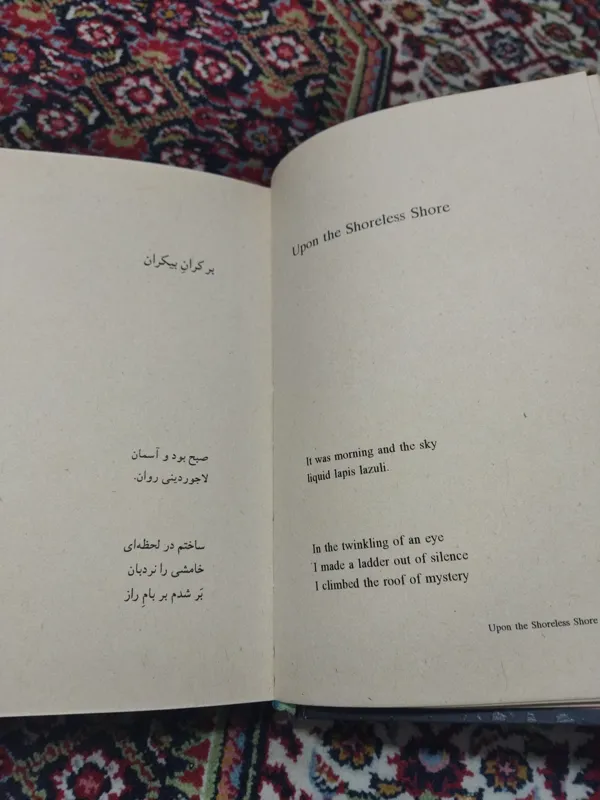 بر کرانِ بیکران
صبح بود و آسمان
لاجوردینی روان.
ساختم در لحظه‌ای
خامشی را نردبان
بَر شدم بر بامِ راز
Upon the Shoreless Shore
It was morning and the sky
liquid lapis lazuli.
In the twinkling of an eye
I made a ladder out of silence
I climbed the roof of mystery
Upon the Shoreless Shore